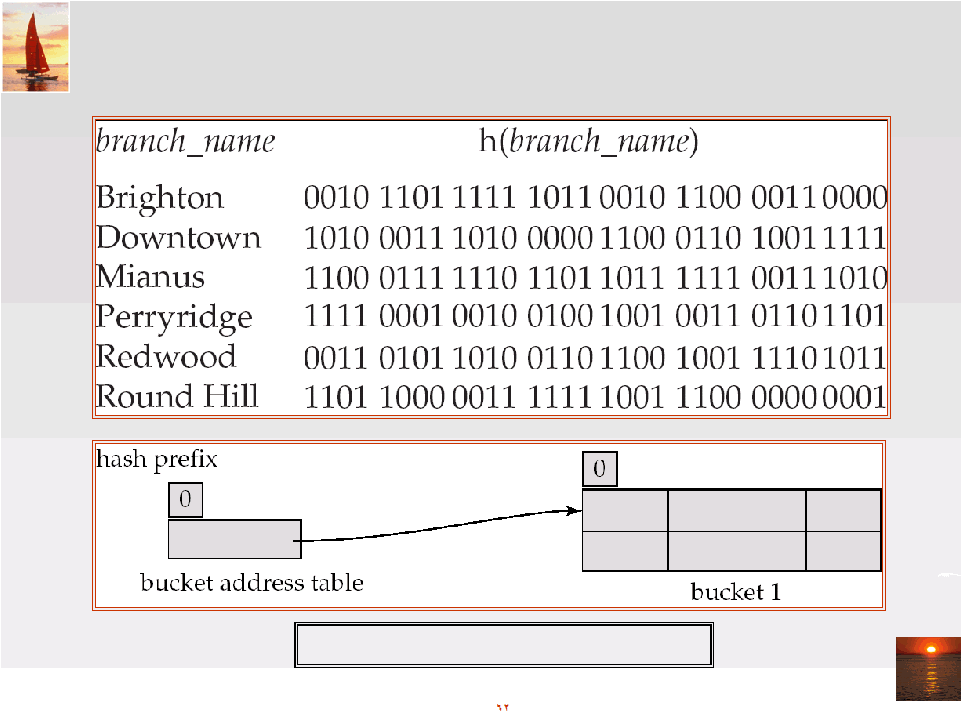 branch_name h(branch_name)
Brighton 0010 1101 1111 1011 0010 1100 0011 0000
Downtown 1010 0011 1010 0000 1100 0110 1001 1111
Mianus 1100 0111 1110 1101 1011 1111 0011 1010
Perryridge 1111 0001 0010 0100 1001 0011 0110 1101
Redwood 0011 0101 1010 0110 1100 1001 1110 1011
Round Hill 1101 1000 0011 1111 1001 1100 0000 0001
hash prefix
0
0
bucket address table
bucket 1